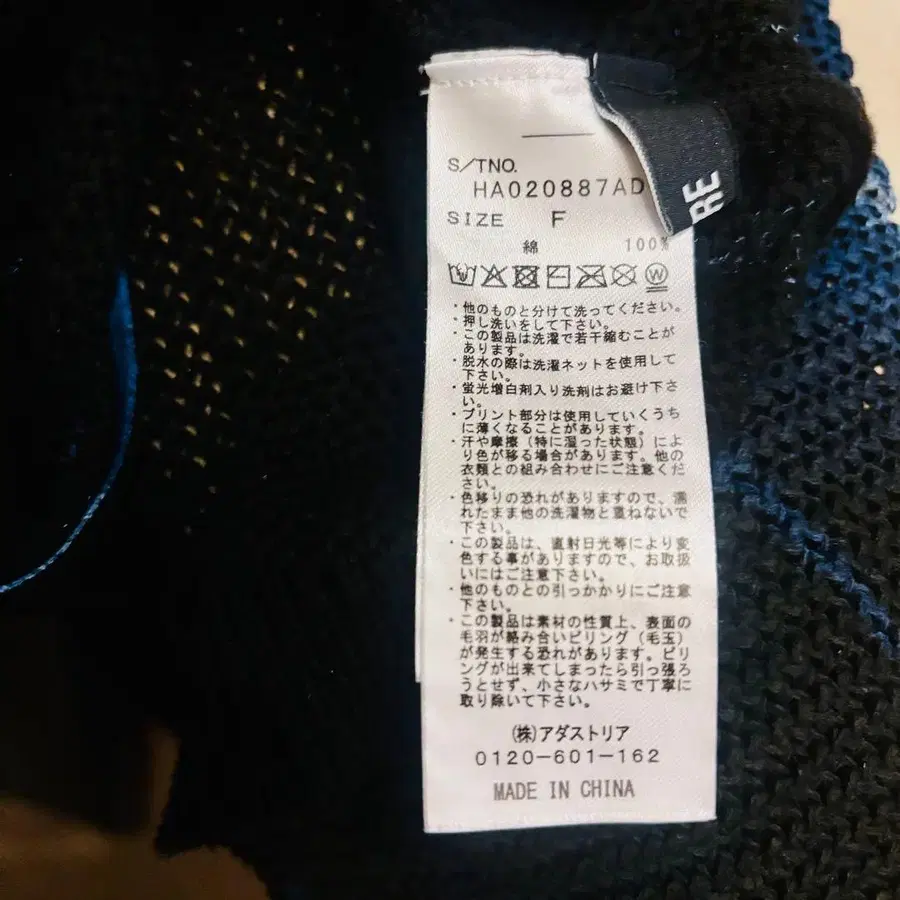 S/TNO.
HA020887AD
SIZE F
綿 100%
・他のものと分けて洗ってください。
・押し洗いをして下さい。
・この製品は洗濯で若干縮むことが
あります。
・脱水の際は洗濯ネットを使用して
下さい。
・蛍光増白剤入り洗剤はお避け下さ
い。
・プリント部分は使用していくうち
に薄くなることがあります。
・汗や摩擦(特に湿った状態)によ
り色が移る場合があります。他の
衣類との組み合わせにご注意くだ
さい。
・色移りの恐れがありますので、濡
れたまま他の洗濯物と重ねないで
下さい。
・この製品は、直射日光等により変
色する事がありますので、お取扱
いにはご注意下さい。
・他のものとの引っかかりにご注意
下さい。
・この製品は素材の性質上、表面の
毛羽が絡み合いピリング(毛玉)
が発生する恐れがあります。ピリ
ングが出来てしまったら引っ張ろ
うとせず、小さなハサミで丁寧に
取り除いて下さい。
(株)アダストリア
0120-601-162
MADE IN CHINA
RE